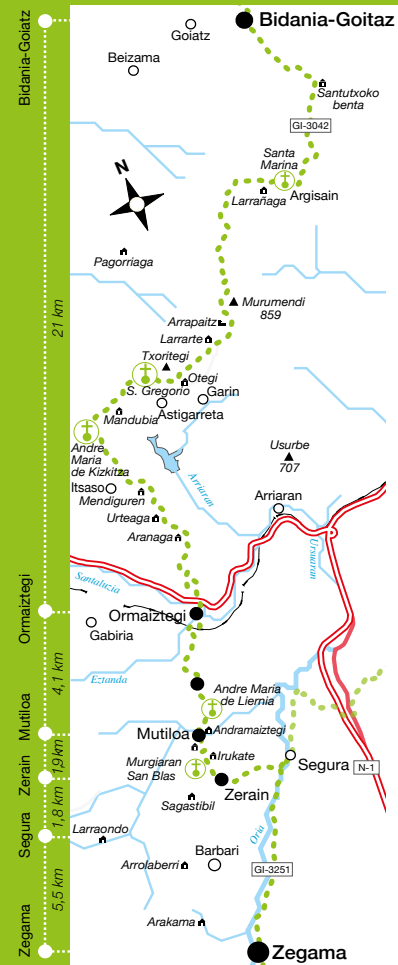 Bidania-Goiatz
21 km
Ormaiztegi
4,1 km
Mutiloa
1,9 km
Zerain
1,8 km
Segura
5,5 km
Zegama
Bidania-Goitaz
Goiatz
Beizama
Santutxoko
benta
GI-3042
Santa
Marina
Larrañaga
Argisain
N
Pagorriaga
Murumendi
859
Arrapaitz
Larrarte
Txoritegi
Otegi
S. Gregorio
Garin
Astigarreta
Mandubia
Andre
Maria
de Kizkitza
Usurbe
707
Itsaso
Mendiguren
Arriaran
Arriaran
Urteaga
Aranaga
Ursuaran
Santaluzia
Ormaiztegi
Gabiria
Eztanda
Andre Maria
de Liernia
Andramaiztegi
Mutiloa
Murgiaran
San Blas
Irukate
Segura
N-1
Zerain
Sagastibil
Larraondo
Oria
Barbari
Arrolaberri
GI-3251
Arakama
Zegama